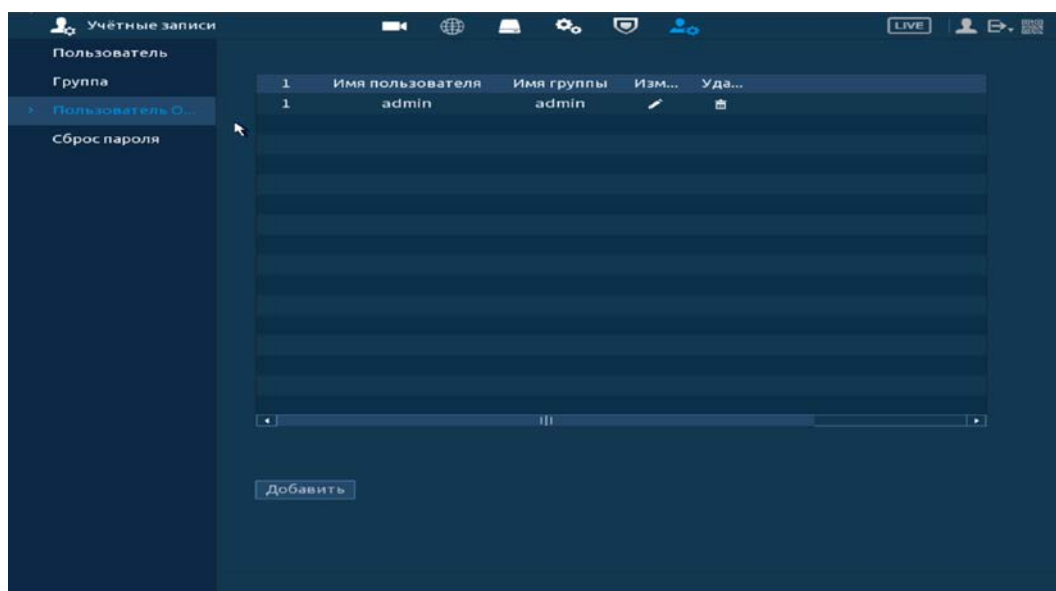 Учётные записи LIVE
Пользователь
Группа
Пользователь О...
Сброс пароля
1 Имя пользователя Имя группы Изм... Уда...
1 admin admin
Добавить